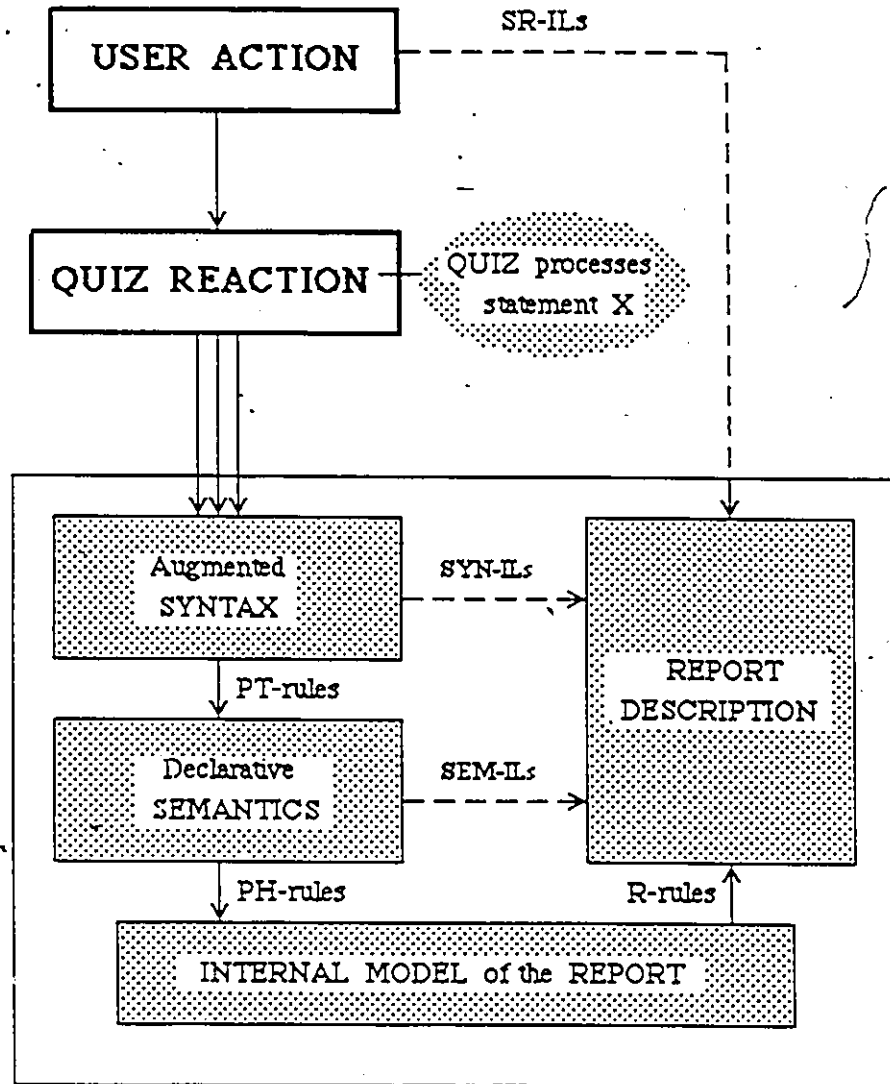 SR-ILs
USER ACTION
QUIZ REACTION
QUIZ processes
statement X
Augmented
SYNTAX
SYN-ILs
REPORT
DESCRIPTION
PT-rules
Declarative
SEMANTICS
SEM-ILs
PH-rules
R-rules
INTERNAL MODEL of the REPORT